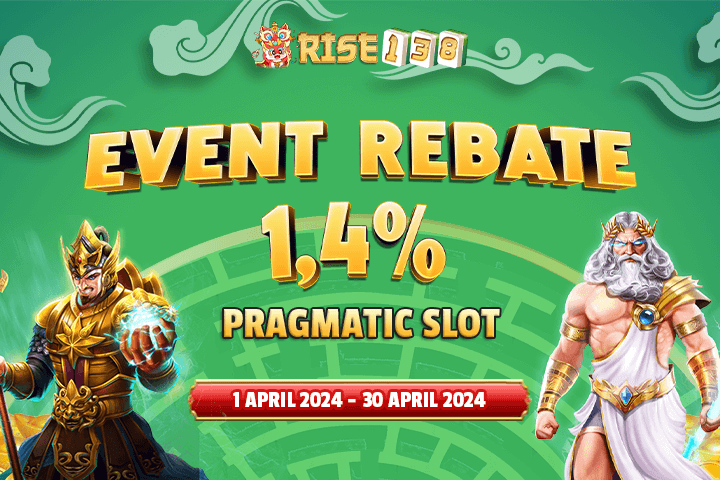 RISE138
EVENT REBATE
1,4%
PRAGMATIC SLOT
1 APRIL 2024 - 30 APRIL 2024